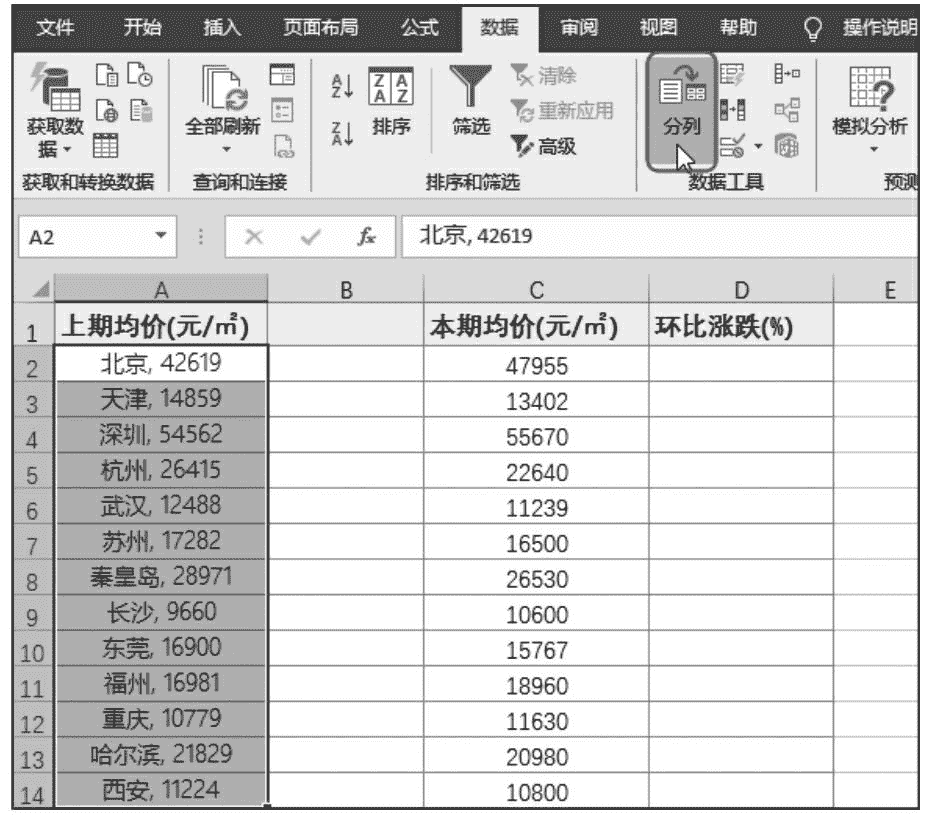 文件 开始 插入 页面布局 公式 数据 审阅 视图 帮助 操作说明
获取数据 全部刷新 排序 筛选 清除 重新应用 高级 分列 模拟分析
获取和转换数据 查询和连接 排序和筛选 数据工具 预测
A2 fx 北京, 42619
A B C D E
1 上期均价(元/㎡) 本期均价(元/㎡) 环比涨跌(%)
2 北京, 42619 47955
3 天津, 14859 13402
4 深圳, 54562 55670
5 杭州, 26415 22640
6 武汉, 12488 11239
7 苏州, 17282 16500
8 秦皇岛, 28971 26530
9 长沙, 9660 10600
10 东莞, 16900 15767
11 福州, 16981 18960
12 重庆, 10779 11630
13 哈尔滨, 21829 20980
14 西安, 11224 10800